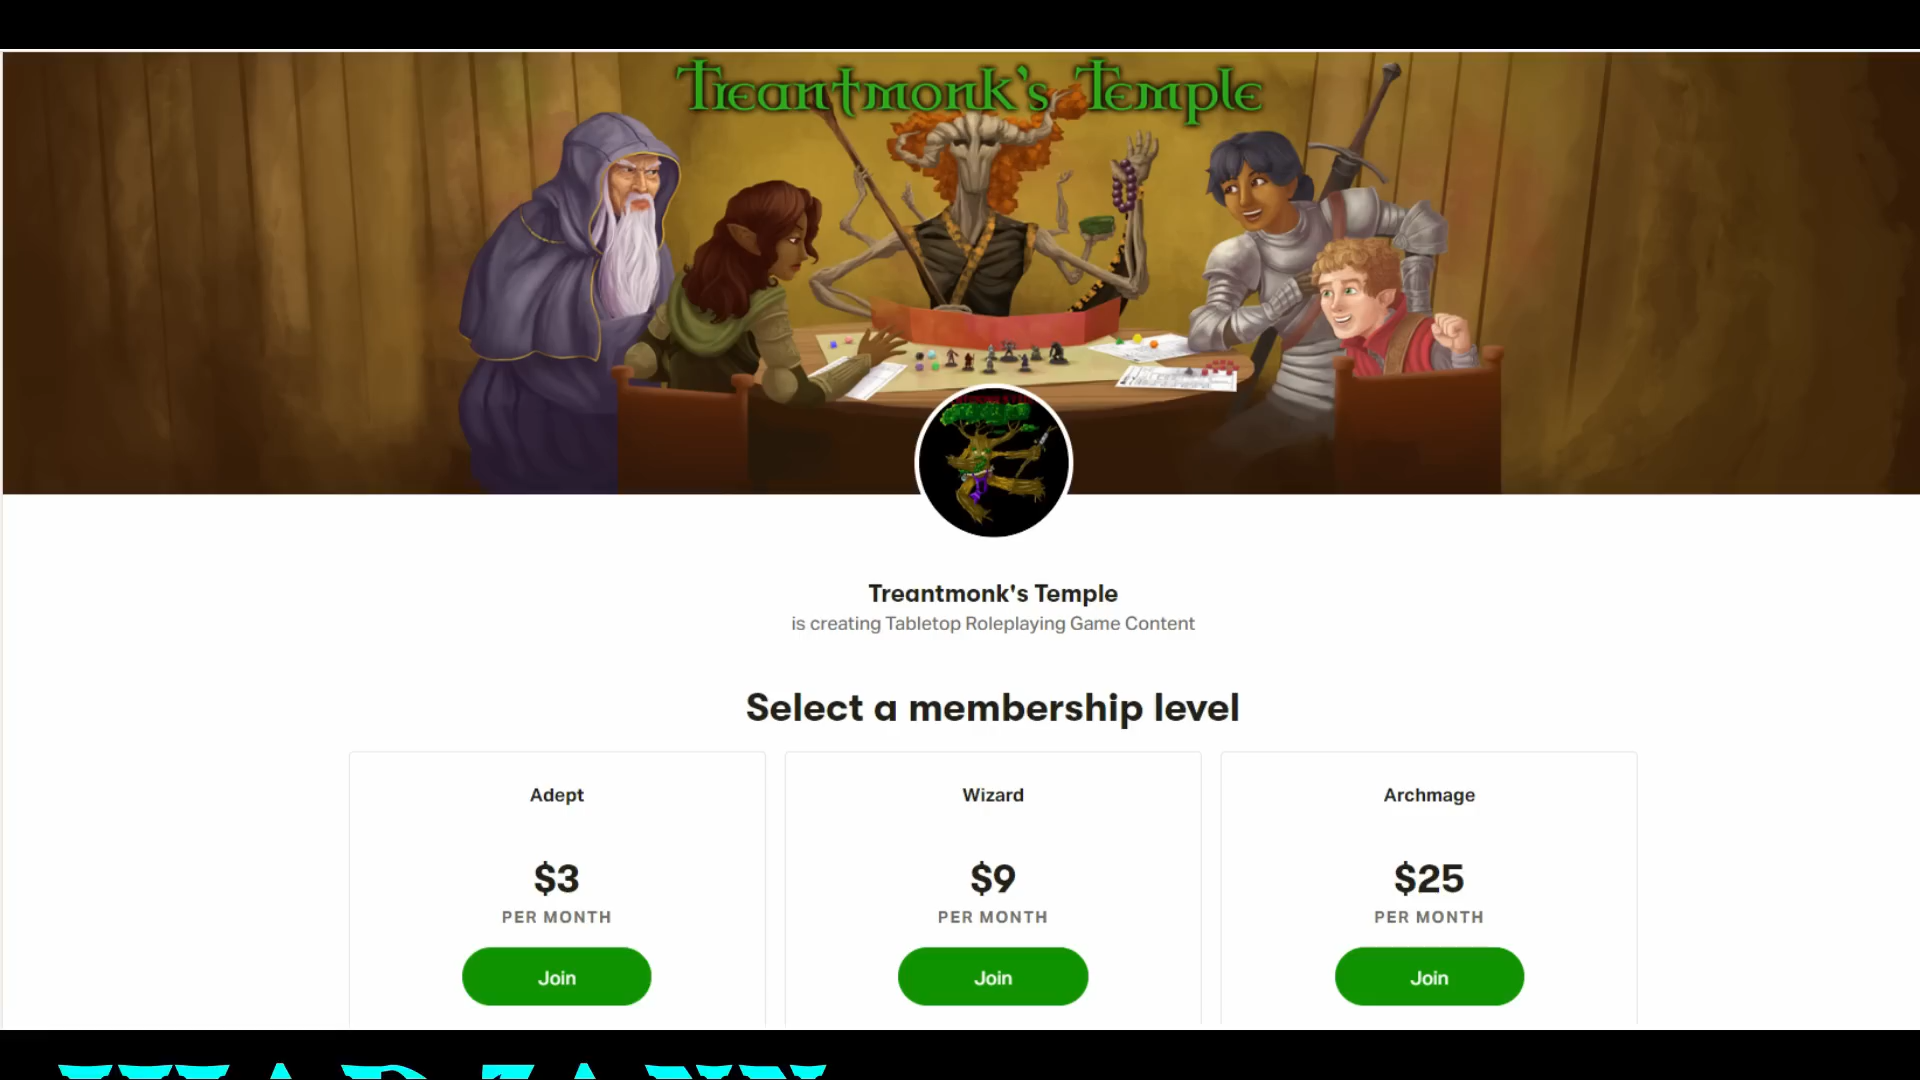 Treantmonk's Temple
Treantmonk's Temple
is creating Tabletop Roleplaying Game Content
Select a membership level
Adept
Wizard
Archmage
$3
$9
$25
PER MONTH
PER MONTH
PER MONTH
Join
Join
Join